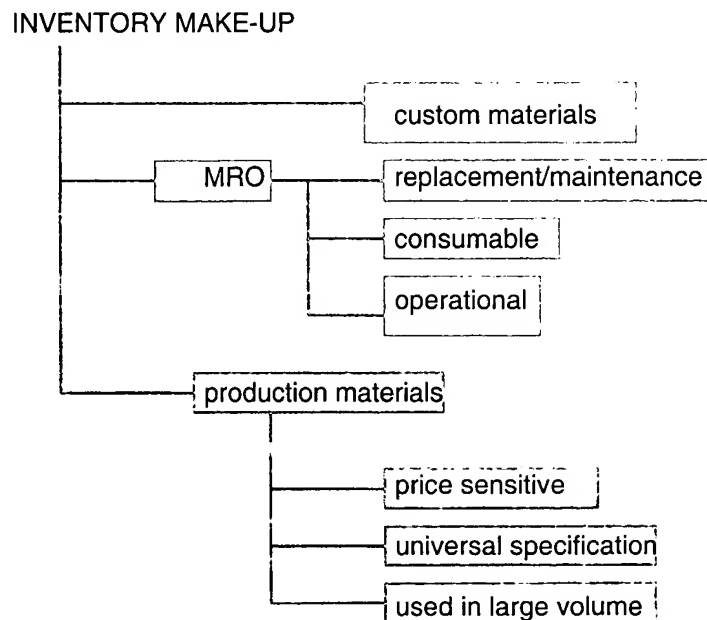 INVENTORY MAKE-UP
custom materials
MRO
replacement/maintenance
consumable
operational
production materials
price sensitive
universal specification
used in large volume